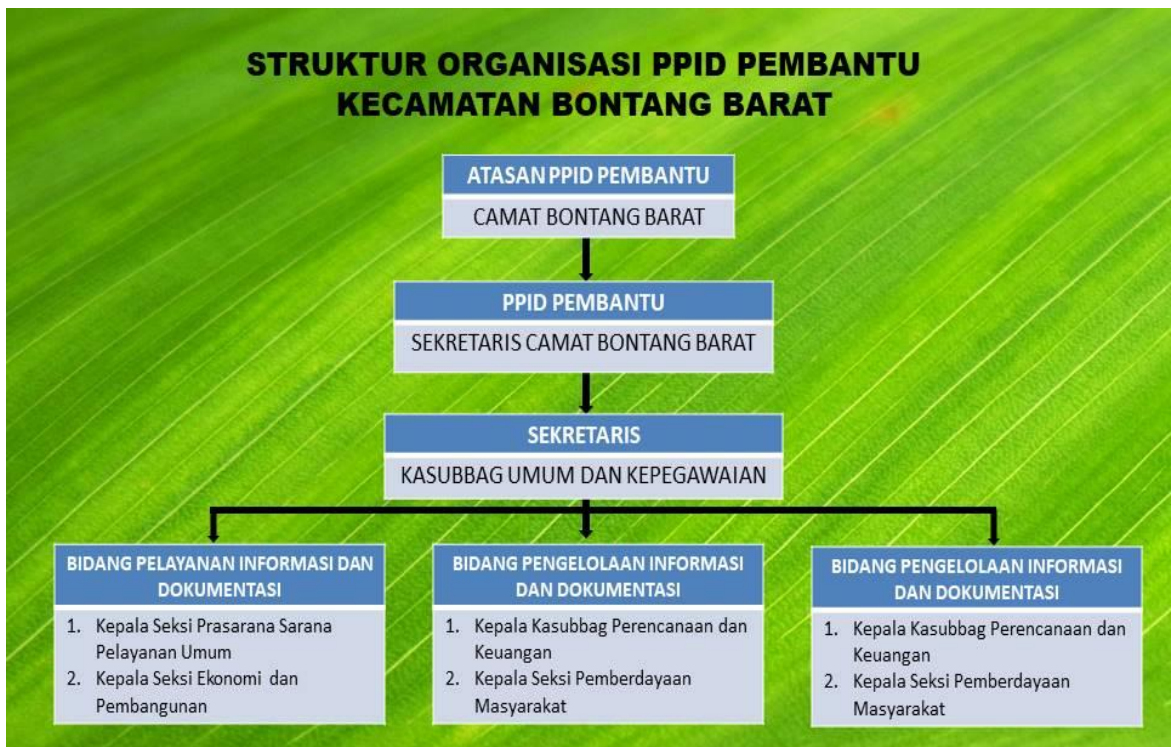 STRUKTUR ORGANISASI PPID PEMBANTU
KECAMATAN BONTANG BARAT
ATASAN PPID PEMBANTU
CAMAT BONTANG BARAT
PPID PEMBANTU
SEKRETARIS CAMAT BONTANG BARAT
SEKRETARIS
KASUBBAG UMUM DAN KEPEGAWAIAN
BIDANG PELAYANAN INFORMASI DAN
DOKUMENTASI
1. Kepala Seksi Prasarana Sarana
Pelayanan Umum
2. Kepala Seksi Ekonomi dan
Pembangunan
BIDANG PENGELOLAAN INFORMASI
DAN DOKUMENTASI
1. Kepala Kasubbag Perencanaan dan
Keuangan
2. Kepala Seksi Pemberdayaan
Masyarakat
BIDANG PENGELOLAAN INFORMASI
DAN DOKUMENTASI
1. Kepala Kasubbag Perencanaan dan
Keuangan
2. Kepala Seksi Pemberdayaan
Masyarakat